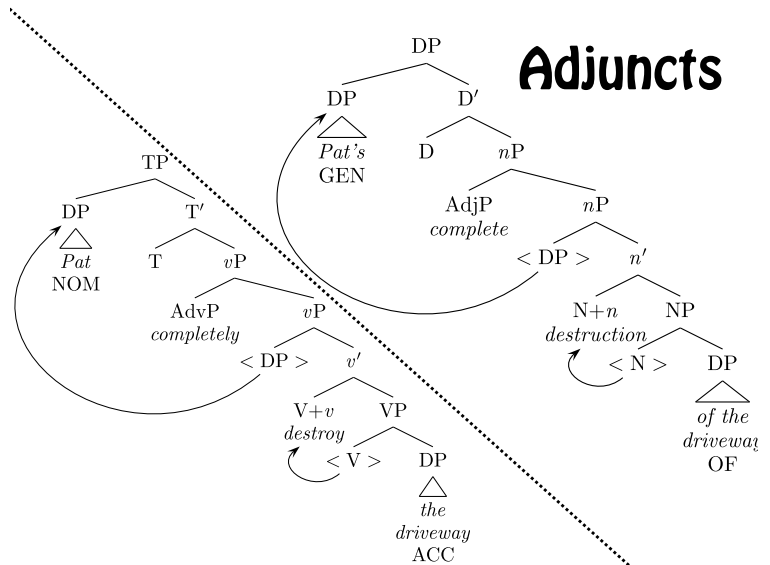 Adjuncts
DP
DP D′
Pat's
GEN
D nP
AdjP
complete
nP
< DP > n′
N+n
destruction
NP
< N > DP
of the
driveway
OF
TP
DP T′
Pat
NOM
T vP
AdvP
completely
vP
< DP > v′
V+v
destroy
VP
< V > DP
the
driveway
ACC